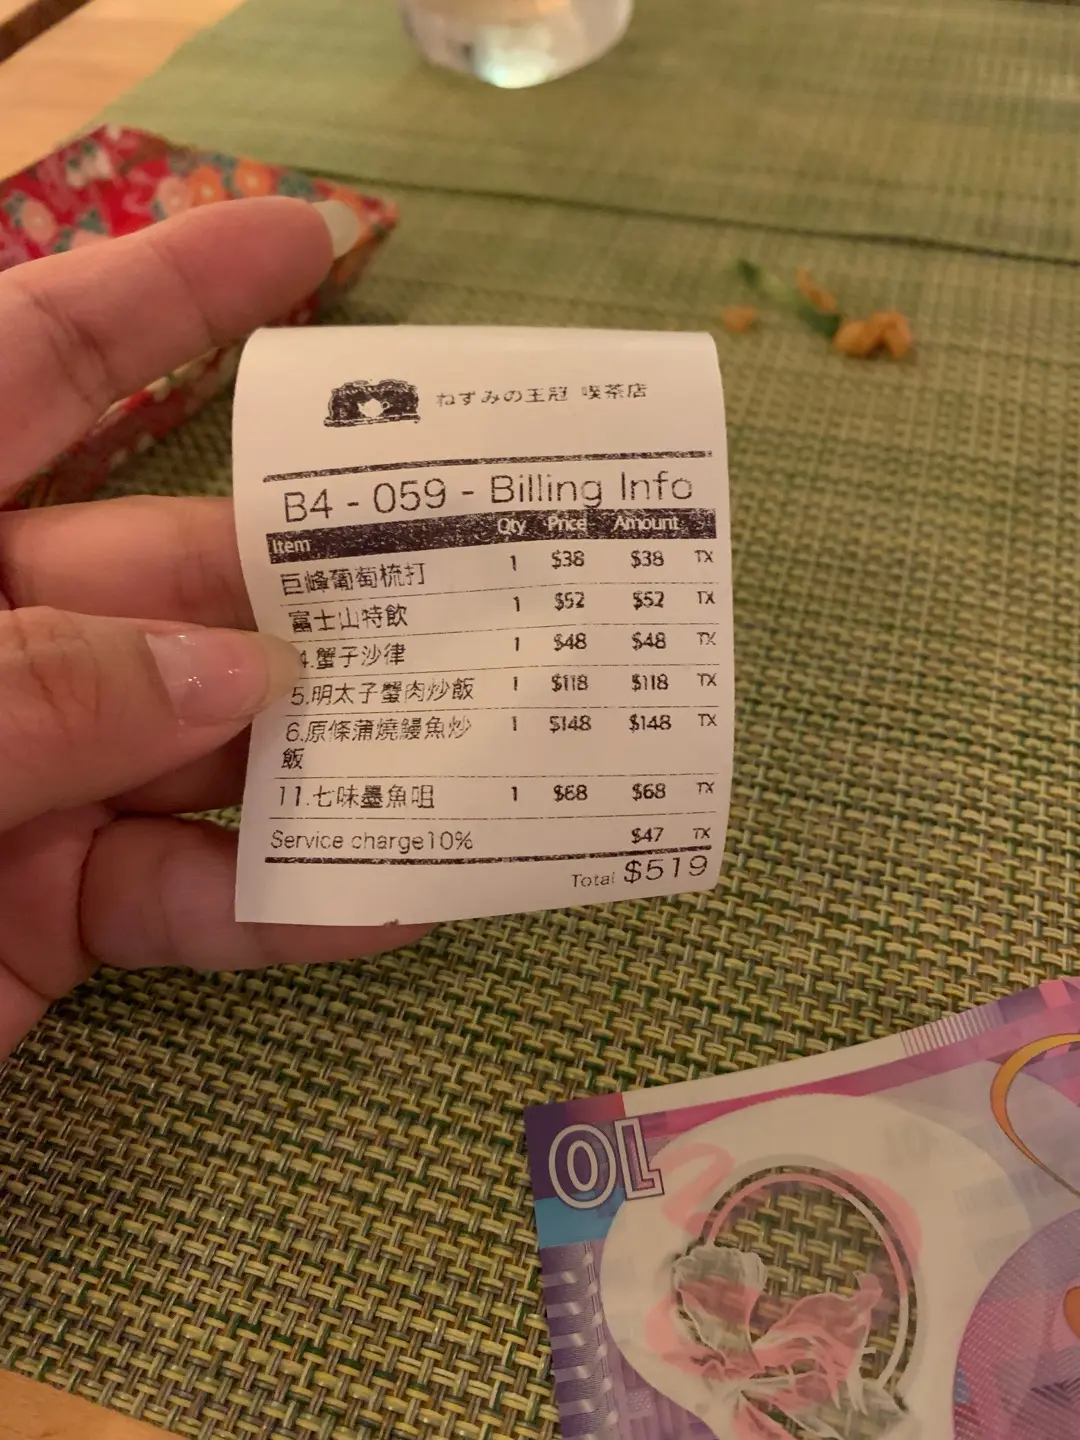 ねずみの王冠 喫茶店
B4 - 059 - Billing Info
Item Qty Price Amount
巨峰葡萄梳打 1 $38 $38 TX
富士山特飲 1 $52 $52 TX
4.蟹子沙律 1 $48 $48 TX
5.明太子蟹肉炒飯 1 $118 $118 TX
6.原條蒲燒鰻魚炒 1 $148 $148 TX
飯
11.七味墨魚咀 1 $68 $68 TX
Service charge10% $47 TX
Total $519
10